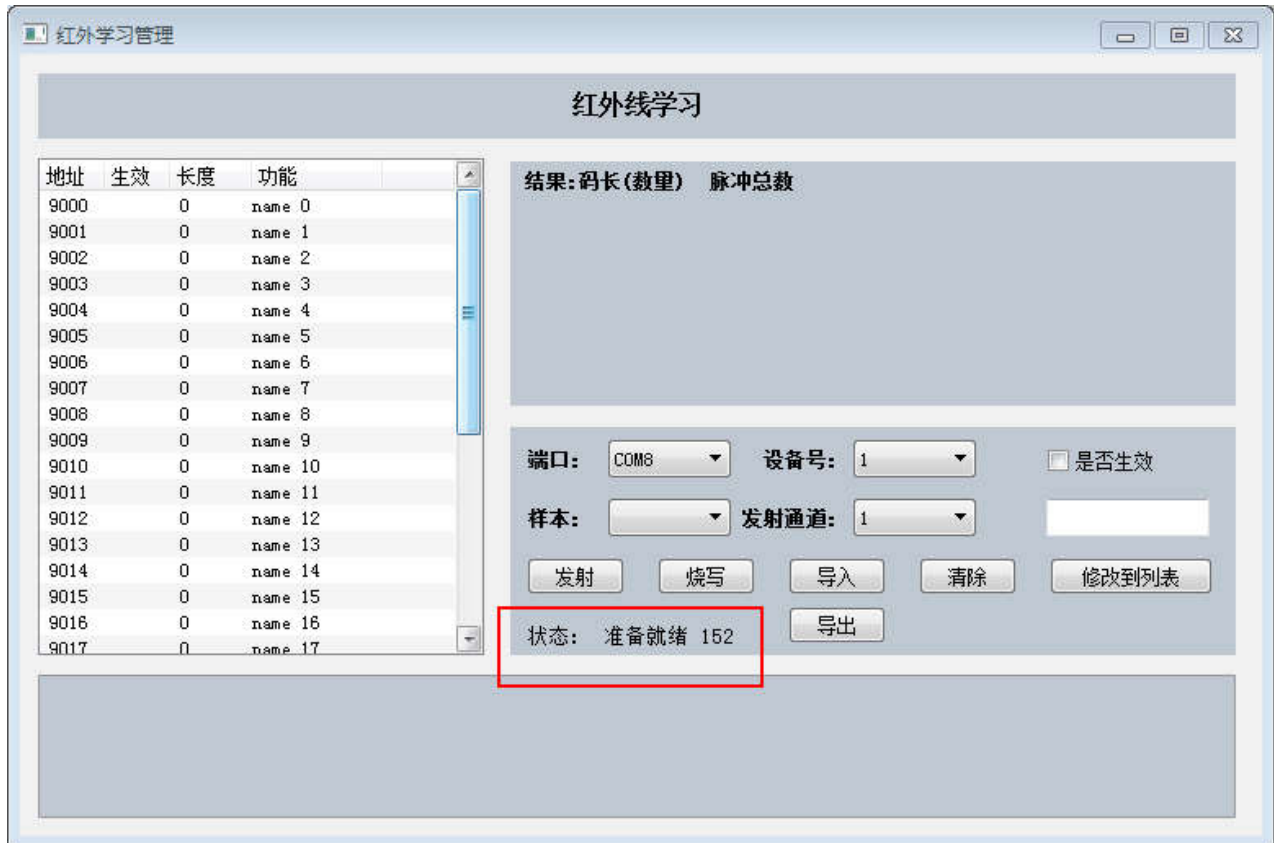 红外学习管理
红外线学习
地址 生效 长度 功能
9000 0 name 0
9001 0 name 1
9002 0 name 2
9003 0 name 3
9004 0 name 4
9005 0 name 5
9006 0 name 6
9007 0 name 7
9008 0 name 8
9009 0 name 9
9010 0 name 10
9011 0 name 11
9012 0 name 12
9013 0 name 13
9014 0 name 14
9015 0 name 15
9016 0 name 16
9017 0 name 17
结果:码长(数里) 脉冲总数
端口: COM8 设备号: 1 是否生效
样本: 发射通道: 1
发射 烧写 导入 清除 修改到列表
导出
状态: 准备就绪 152